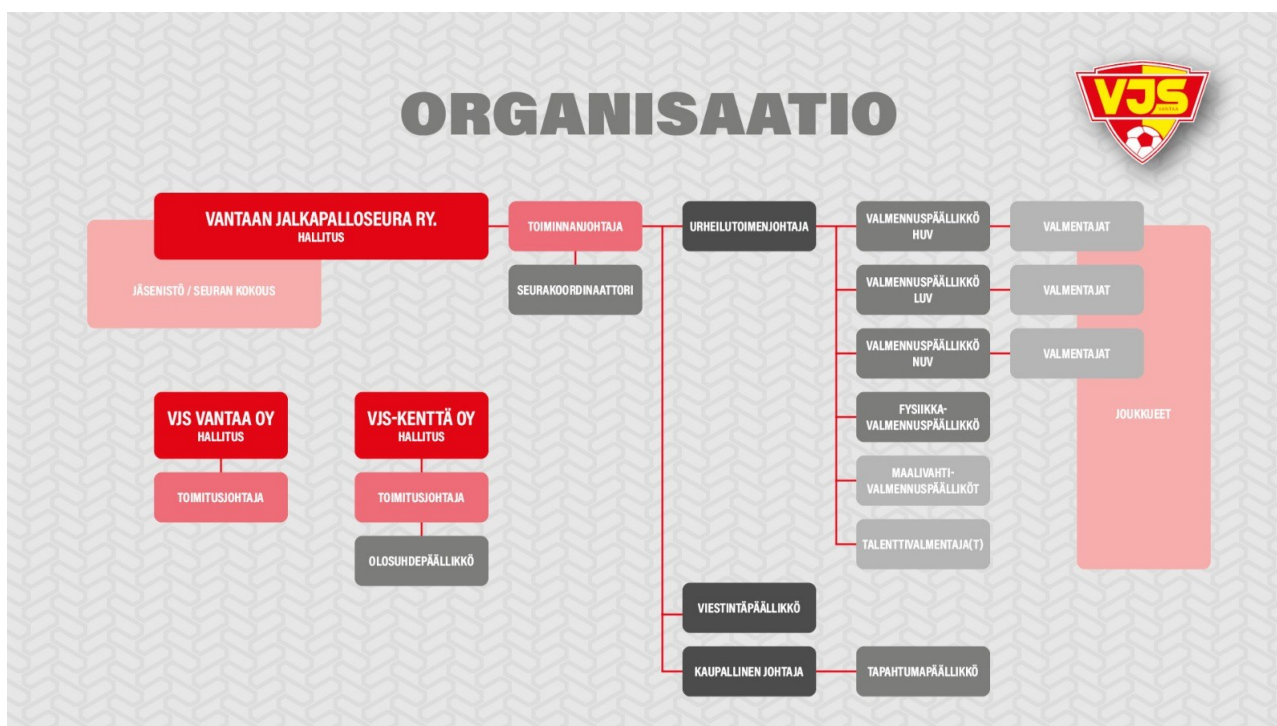 ORGANISAATIO
VJS
VANTAAN JALKAPALLOSEURA RY.
HALLITUS
JÄSENISTÖ / SEURAN KOKOUS
TOIMINNANJOHTAJA
SEURAKOORDINAATTORI
URHEILUTOIMENJOHTAJA
VALMENNUSPÄÄLLIKKÖ
HUV
VALMENTAJAT
VALMENNUSPÄÄLLIKKÖ
LUV
VALMENTAJAT
VALMENNUSPÄÄLLIKKÖ
NUV
VALMENTAJAT
FYSIIKKA-
VALMENNUSPÄÄLLIKKÖ
MAALIVAHTI-
VALMENNUSPÄÄLLIKÖT
TALENTTIVALMENTAJA(T)
JOUKKUEET
VJS VANTAA OY
HALLITUS
TOIMITUSJOHTAJA
VJS-KENTTÄ OY
HALLITUS
TOIMITUSJOHTAJA
OLOSUHDEPÄÄLLIKKÖ
VIESTINTÄPÄÄLLIKKÖ
KAUPALLINEN JOHTAJA
TAPAHTUMAPÄÄLLIKKÖ